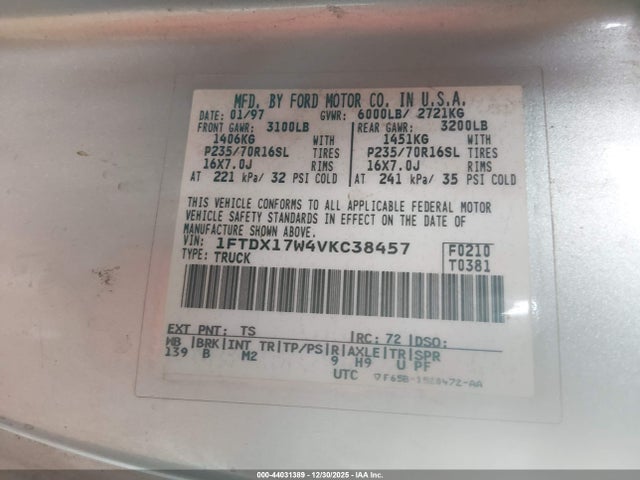 MFD. BY FORD MOTOR CO. IN U.S.A.
DATE: 01/97 GVWR: 6000LB/ 2721KG
FRONT GAWR: 3100LB REAR GAWR: 3200LB
1406KG WITH 1451KG WITH
P235/70R16SL TIRES P235/70R16SL TIRES
16X7.0J RIMS 16X7.0J RIMS
AT 221 kPa/ 32 PSI COLD AT 241 kPa/ 35 PSI COLD
THIS VEHICLE CONFORMS TO ALL APPLICABLE FEDERAL MOTOR
VEHICLE SAFETY STANDARDS IN EFFECT ON THE DATE OF
MANUFACTURE SHOWN ABOVE.
VIN: 1FTDX17W4VKC38457 F0210
TYPE: TRUCK T0381
EXT PNT: TS RC: 72 DSO:
WB BRK INT TR TP/PS R AXLE TR SPR
139 B M2 9 H9 U PF
UTC
000-44031389 - 12/30/2025 - IAAI Inc.